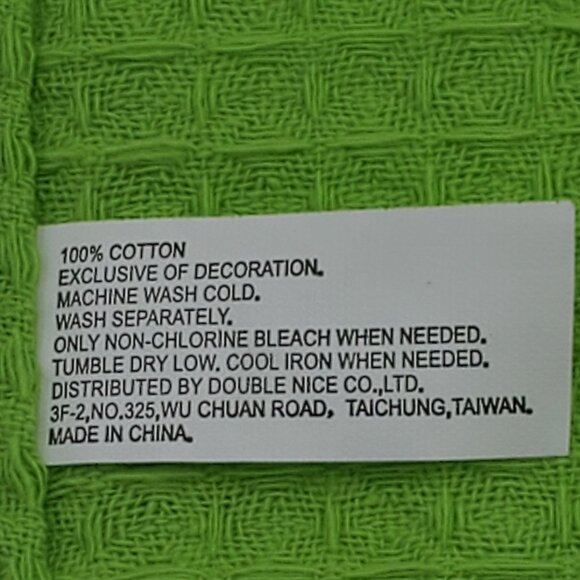 100% COTTON
EXCLUSIVE OF DECORATION.
MACHINE WASH COLD.
WASH SEPARATELY.
ONLY NON-CHLORINE BLEACH WHEN NEEDED.
TUMBLE DRY LOW. COOL IRON WHEN NEEDED.
DISTRIBUTED BY DOUBLE NICE CO.,LTD.
3F-2,NO.325,WU CHUAN ROAD, TAICHUNG,TAIWAN.
MADE IN CHINA.